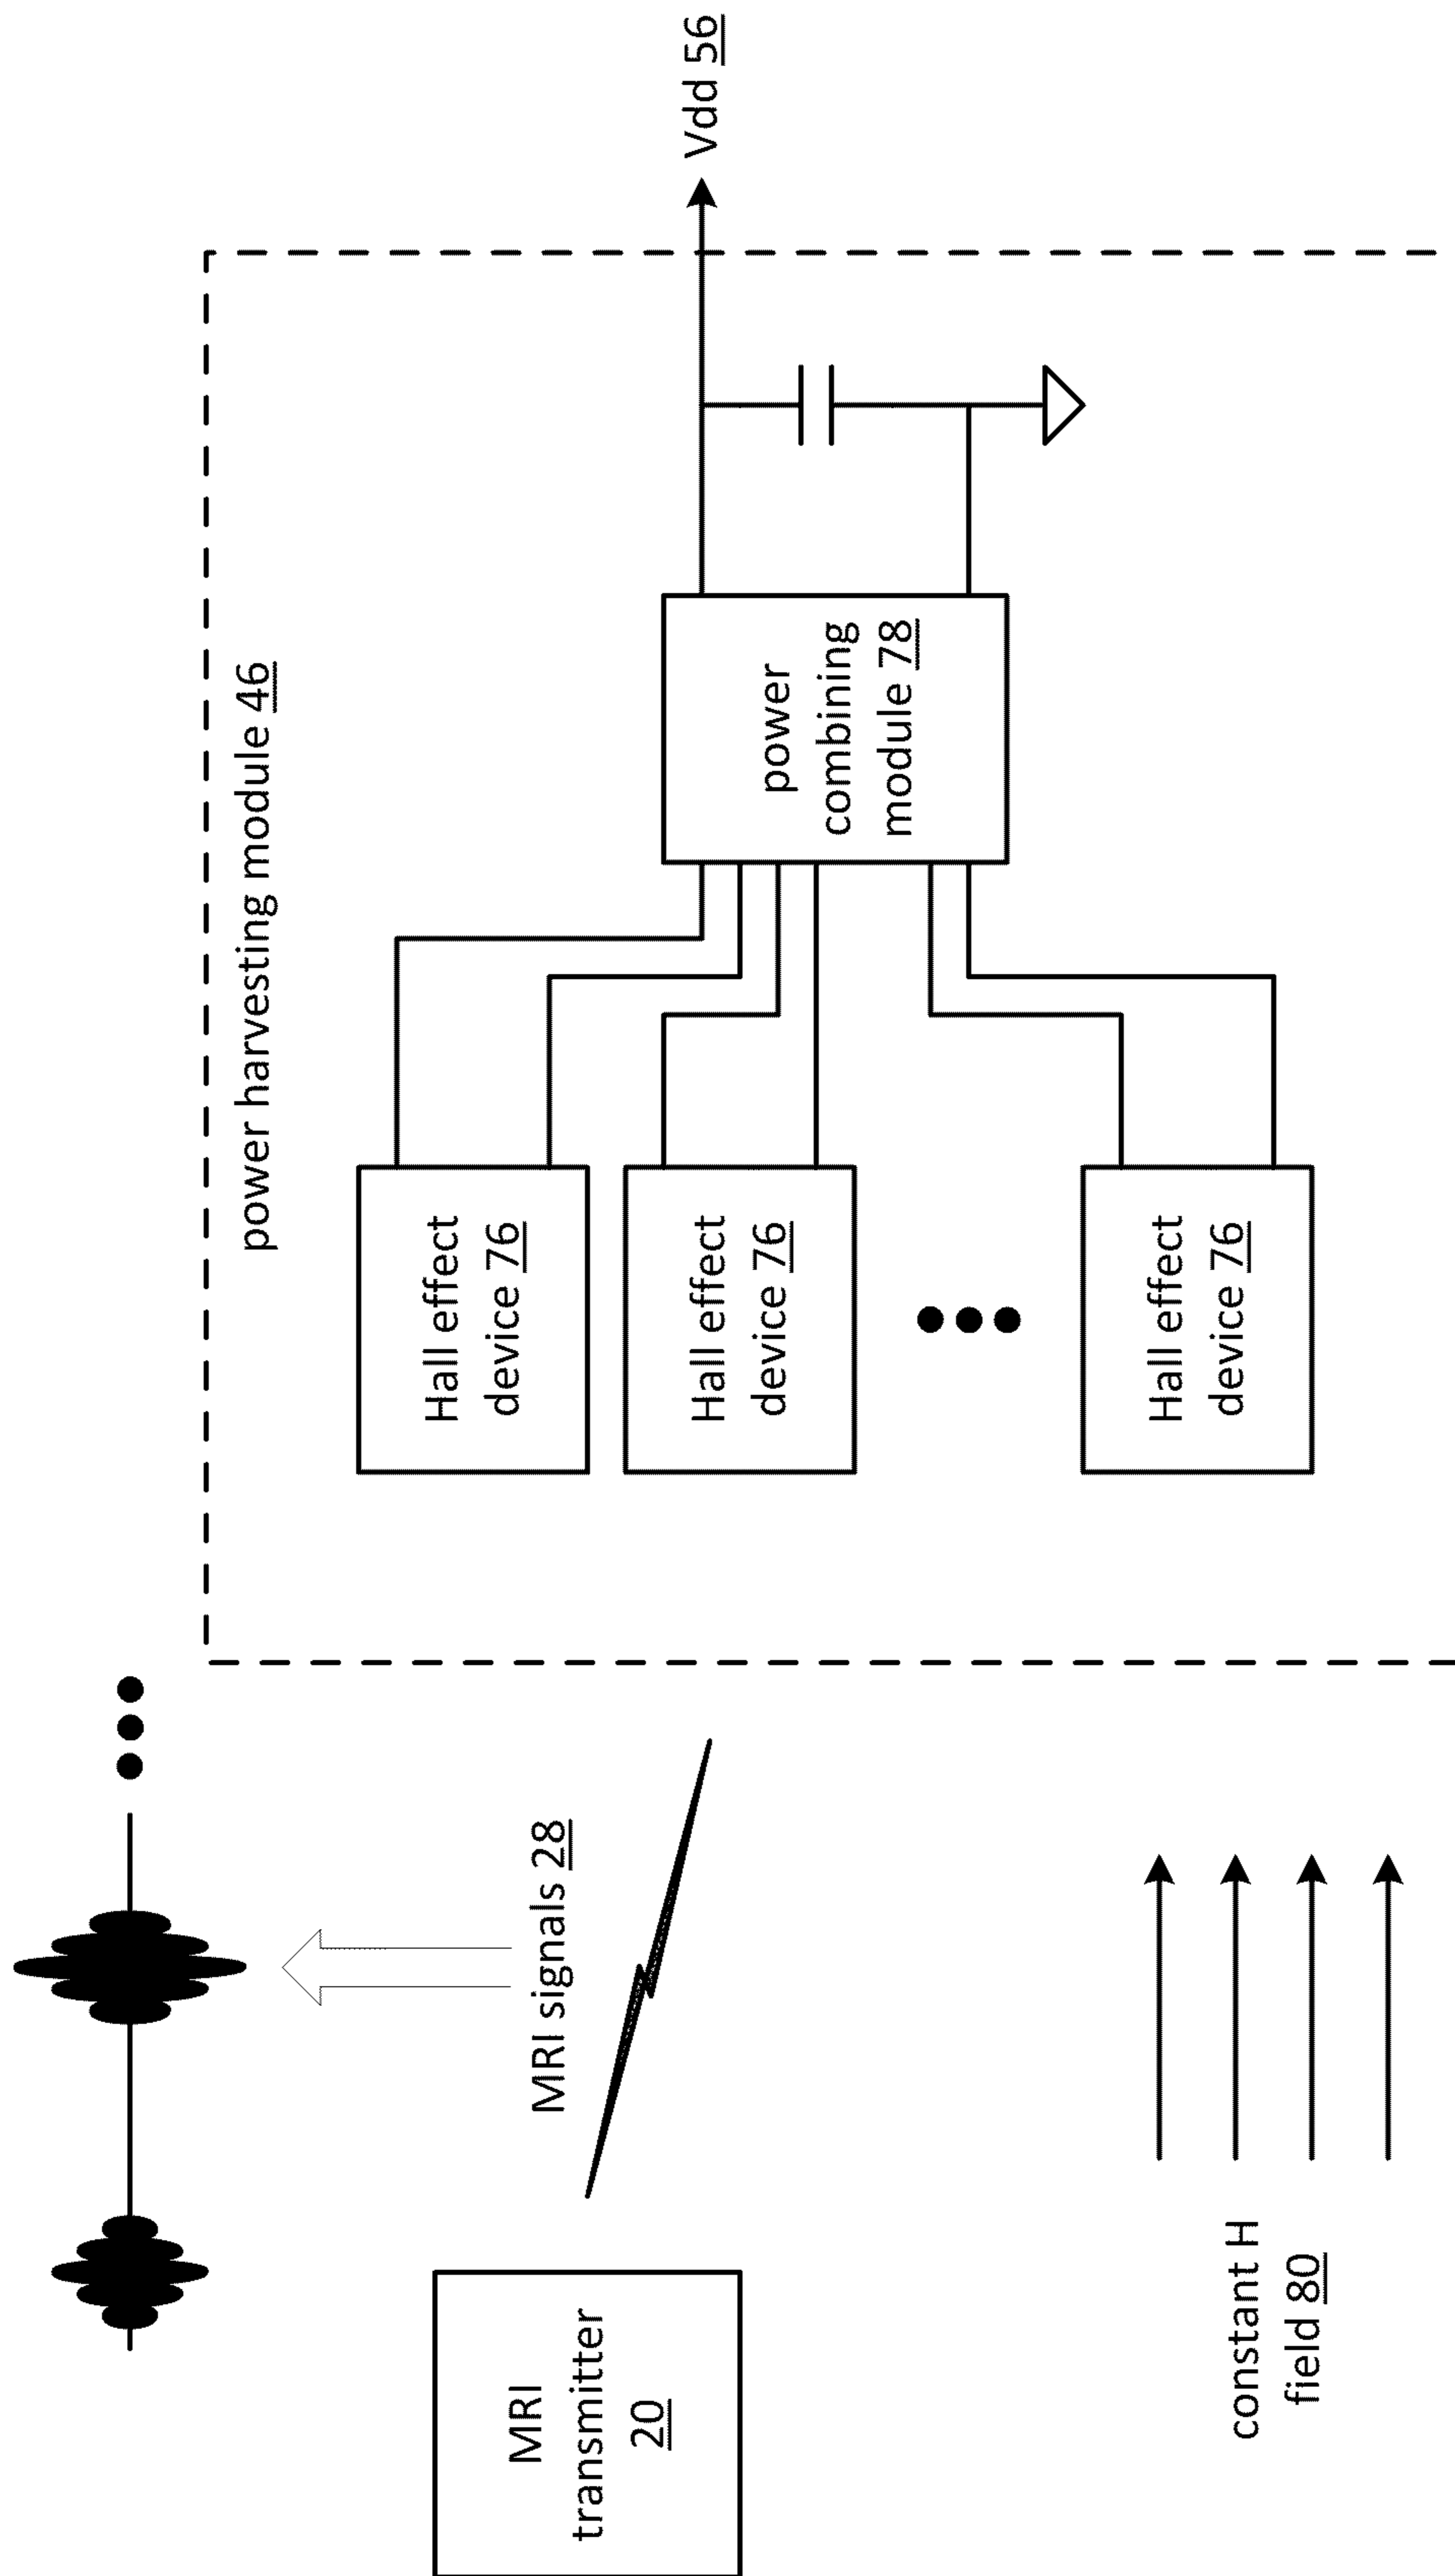 MRI
transmitter
20
MRI signals 28
constant H
field 80
power harvesting module 46
Hall effect
device 76
Hall effect
device 76
Hall effect
device 76
power
combining
module 78
Vdd 56